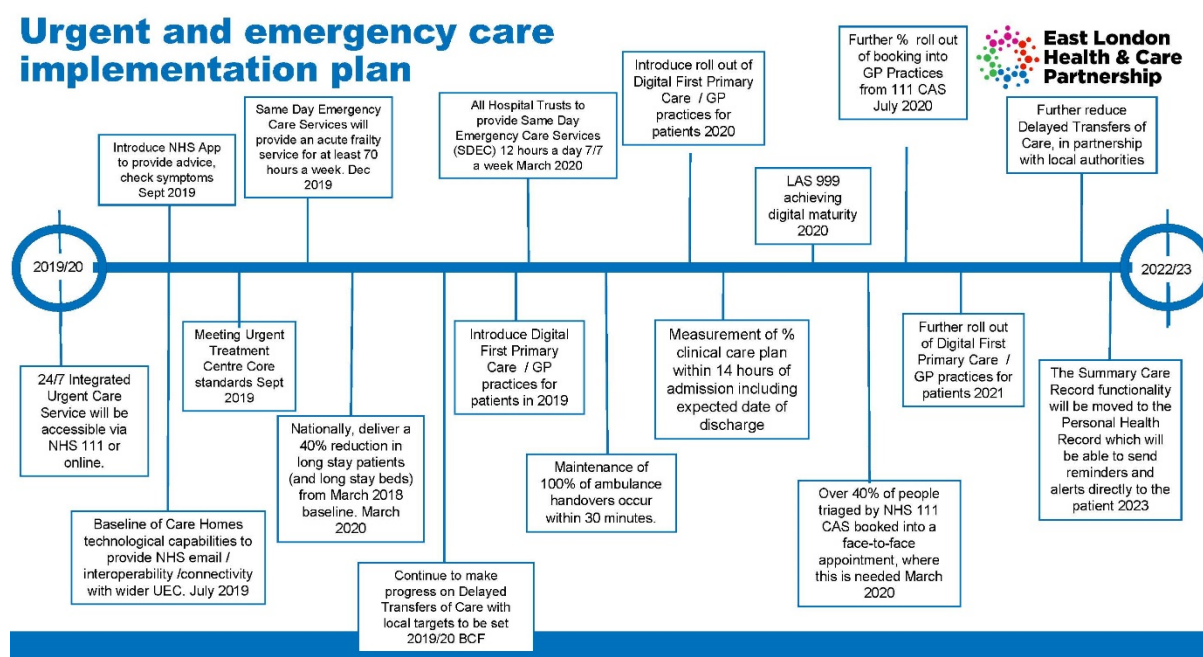 Urgent and emergency care
implementation plan
East London
Health & Care
Partnership
Introduce NHS App
to provide advice,
check symptoms
Sept 2019
Same Day Emergency
Care Services will
provide an acute frailty
service for at least 70
hours a week. Dec
2019
All Hospital Trusts to
provide Same Day
Emergency Care Services
(SDEC) 12 hours a day 7/7
a week March 2020
Introduce roll out of
Digital First Primary
Care / GP
practices for
patients 2020
LAS 999
achieving
digital maturity
2020
Further % roll out
of booking into
GP Practices
from 111 CAS
July 2020
Further reduce
Delayed Transfers of
Care, in partnership
with local authorities
2019/20
2022/23
24/7 Integrated
Urgent Care
Service will be
accessible via
NHS 111 or
online.
Baseline of Care Homes
technological capabilities to
provide NHS email /
interoperability /connectivity
with wider UEC. July 2019
Meeting Urgent
Treatment
Centre Core
standards Sept
2019
Nationally, deliver a
40% reduction in
long stay patients
(and long stay beds)
from March 2018
baseline. March
2020
Continue to make
progress on Delayed
Transfers of Care with
local targets to be set
2019/20 BCF
Introduce Digital
First Primary
Care / GP
practices for
patients in 2019
Maintenance of
100% of ambulance
handovers occur
within 30 minutes.
Measurement of %
clinical care plan
within 14 hours of
admission including
expected date of
discharge
Over 40% of people
triaged by NHS 111
CAS booked into a
face-to-face
appointment, where
this is needed March
2020
Further roll out
of Digital First
Primary Care /
GP practices for
patients 2021
The Summary Care
Record functionality
will be moved to the
Personal Health
Record which will
be able to send
reminders and
alerts directly to the
patient 2023